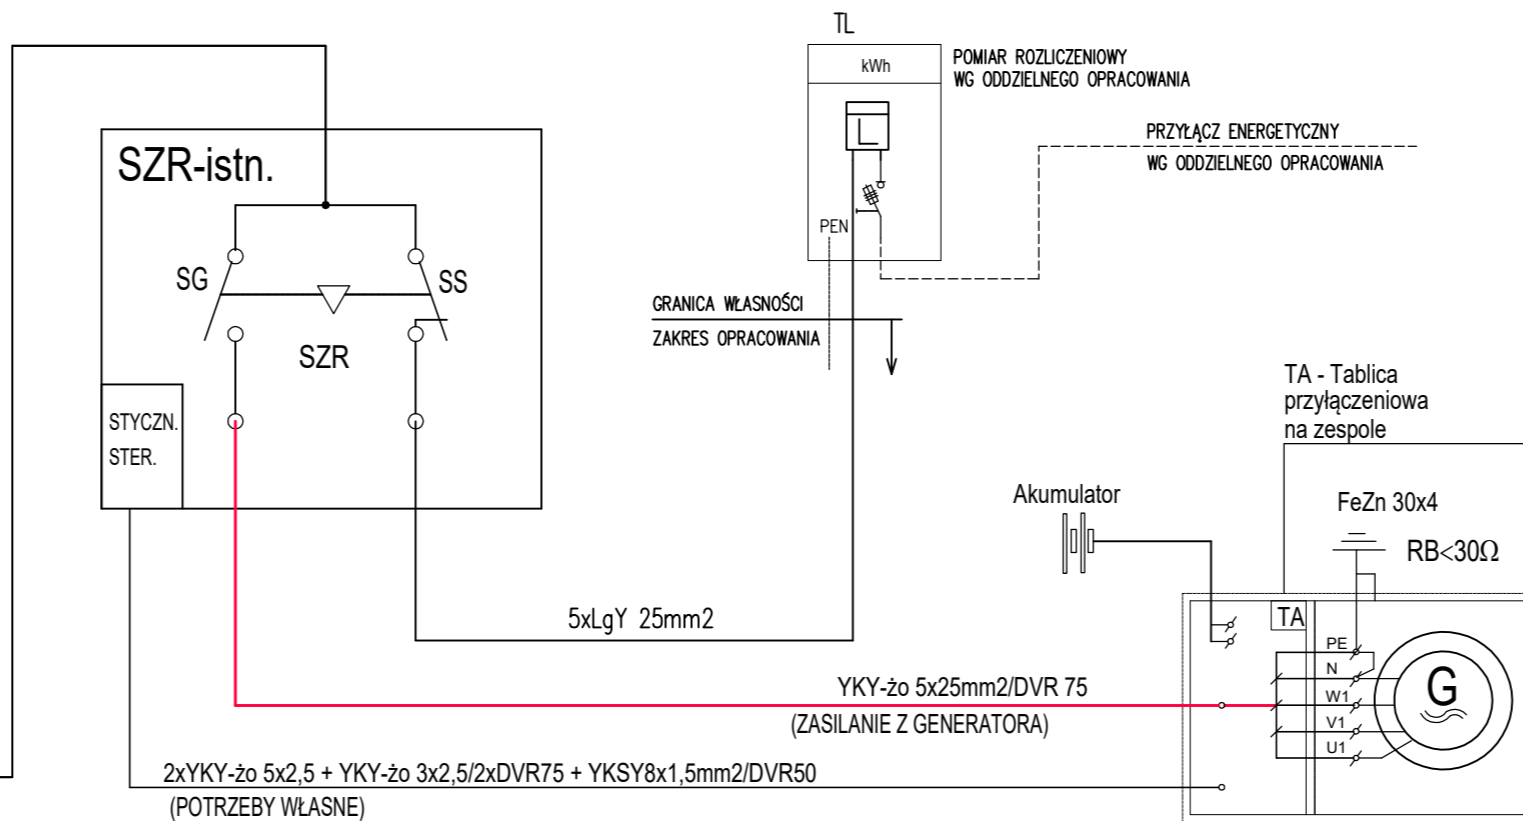 TL
kWh
POMIAR ROZLICZENIOWY
WG ODDZIELNEGO OPRACOWANIA
L
PRZYŁĄCZ ENERGETYCZNY
WG ODDZIELNEGO OPRACOWANIA
SZR-istn.
PEN
SG
SS
SZR
GRANICA WŁASNOŚCI
ZAKRES OPRACOWANIA
STYCZN.
STER.
TA - Tablica
przyłączeniowa
na zespole
Akumulator
FeZn 30x4
RB<30Ω
5xLgY 25mm2
TA
PE
N
W1
V1
U1
G
YKY-żo 5x25mm2/DVR 75
(ZASILANIE Z GENERATORA)
2xYKY-żo 5x2,5 + YKY-żo 3x2,5/2xDVR75 + YKSY8x1,5mm2/DVR50
(POTRZEBY WŁASNE)